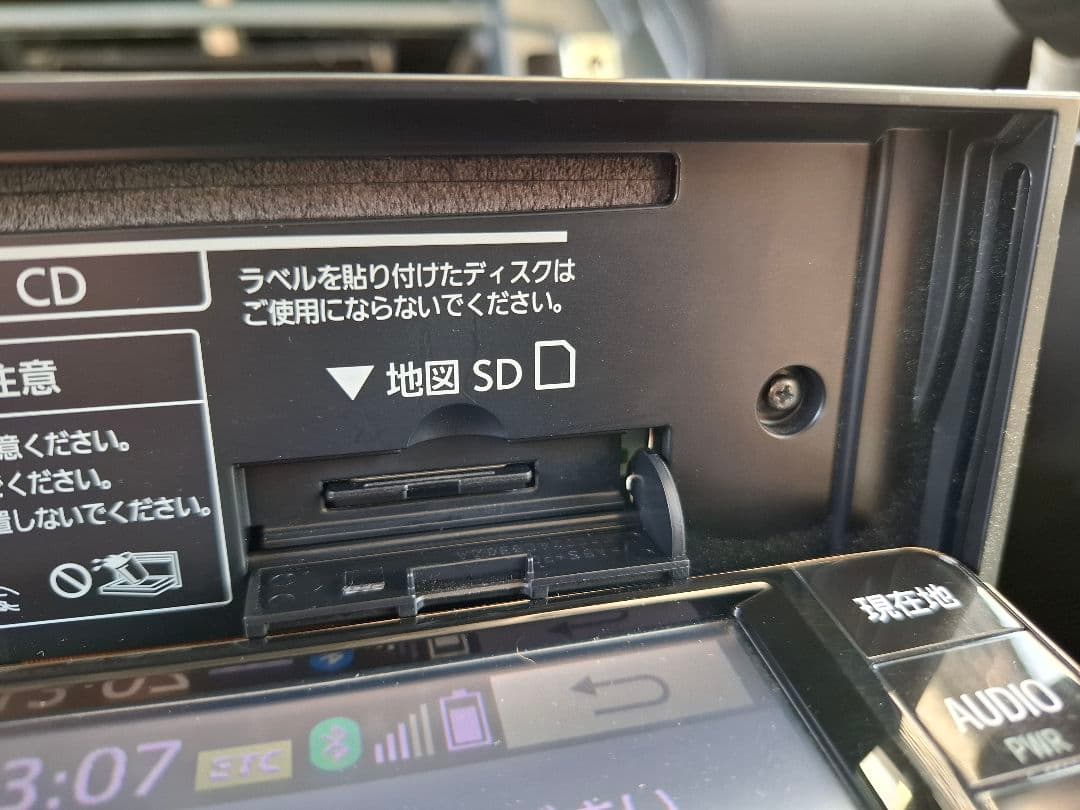 CD
ラベルを貼り付けたディスクは
ご使用にならないでください。
▼地図 SD
注意
意ください。
ください。
置しないでください。
現在地
AUDIO
PWR
3:07 STC